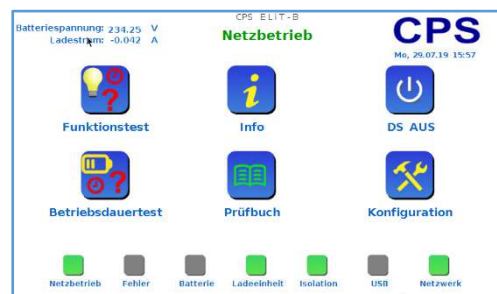 CPS ELIT-B
Batteriespannung: 234.25 V
Ladestrom: -0.042 A
Netzbetrieb
CPS
Mo, 29.07.19 15:57
Funktionstest
Info
DS AUS
Betriebsdauertest
Prüfbuch
Konfiguration
Netzbetrieb
Fehler
Batterie
Ladeeinheit
Isolation
USB
Netzwerk